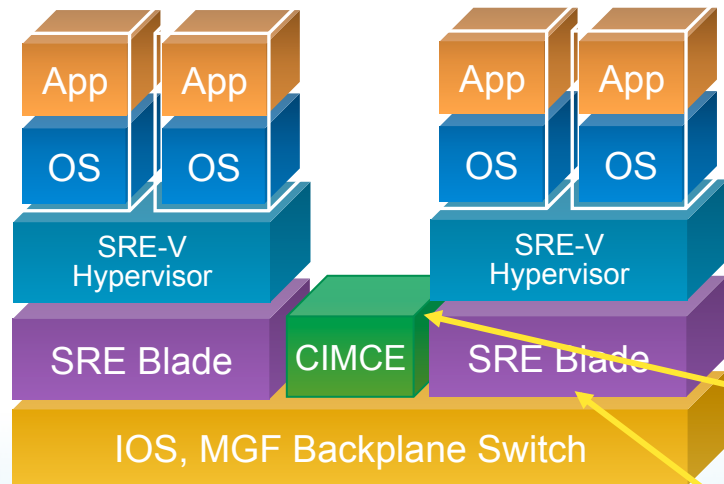 App App App App
OS OS OS OS
SRE-V SRE-V
Hypervisor Hypervisor
SRE Blade CIMCE SRE Blade
IOS, MGF Backplane Switch